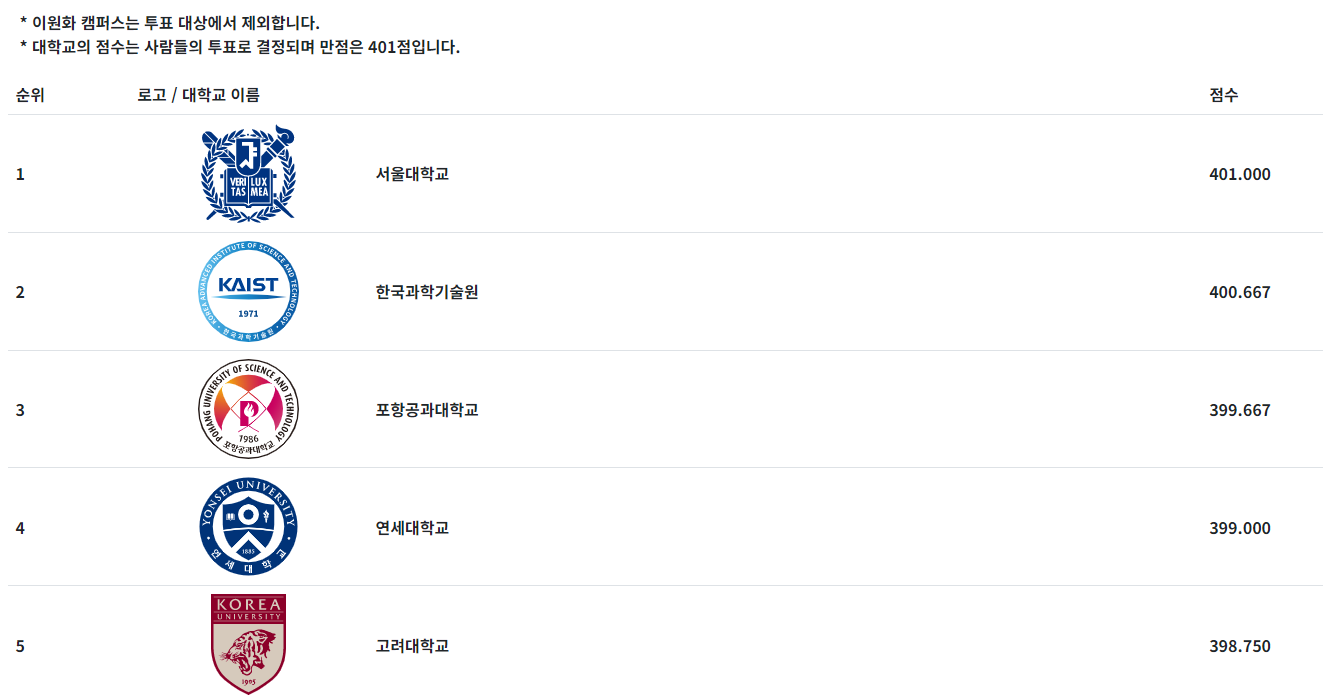 * 이원화 캠퍼스는 투표 대상에서 제외합니다.
* 대학교의 점수는 사람들의 투표로 결정되며 만점은 401점입니다.
순위 로고 / 대학교 이름 점수
1 서울대학교 401.000
VERI LUX
TAS MEA
2 한국과학기술원 400.667
KOREA ADVANCED INSTITUTE OF SCIENCE AND TECHNOLOGY
KAIST
1971
한국과학기술원
3 포항공과대학교 399.667
POHANG UNIVERSITY OF SCIENCE AND TECHNOLOGY
1986
포항공과대학교
4 연세대학교 399.000
YONSEI UNIVERSITY
1885
연세대학교
5 고려대학교 398.750
KOREA
UNIVERSITY
1905